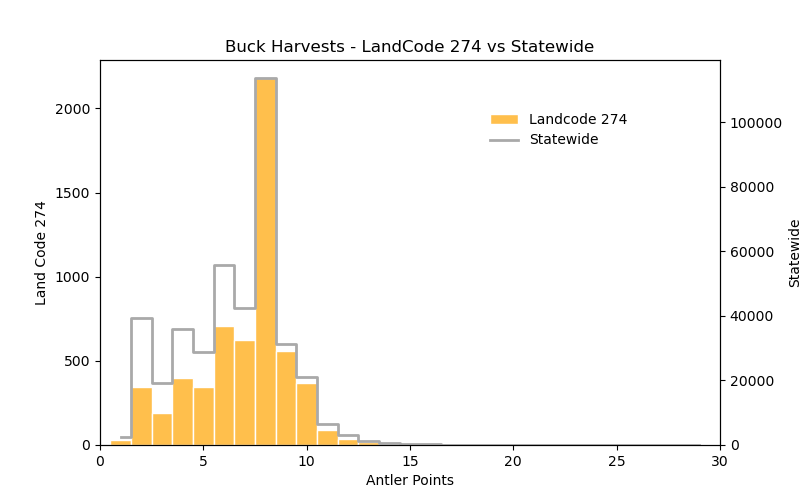 Buck Harvests - LandCode 274 vs Statewide
Landcode 274
Statewide
Land Code 274
2000
1500
1000
500
0
100000
80000
60000
40000
20000
0
Statewide
0 5 10 15 20 25 30
Antler Points